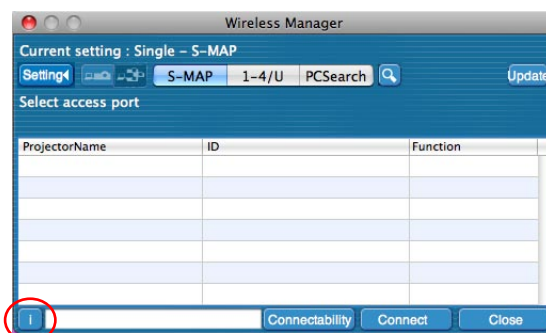 Wireless Manager
Current setting : Single – S–MAP
Setting S–MAP 1–4/U PCSearch Update
Select access port
ProjectorName ID Function
i Connectability Connect Close